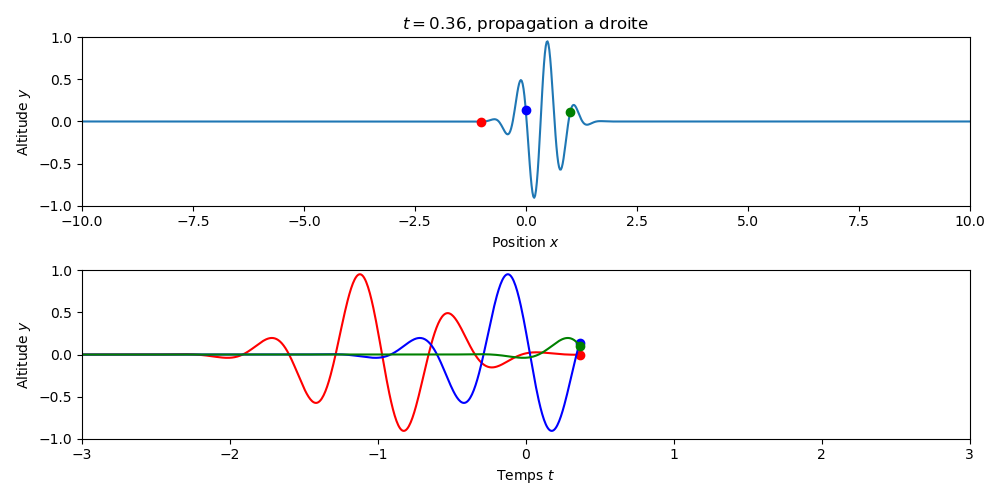 t = 0.36, propagation a droite
1.0
0.5
0.0
−0.5
−1.0
Altitude y
−10.0 −7.5 −5.0 −2.5 0.0 2.5 5.0 7.5 10.0
Position x
1.0
0.5
0.0
−0.5
−1.0
Altitude y
−3 −2 −1 0 1 2 3
Temps t